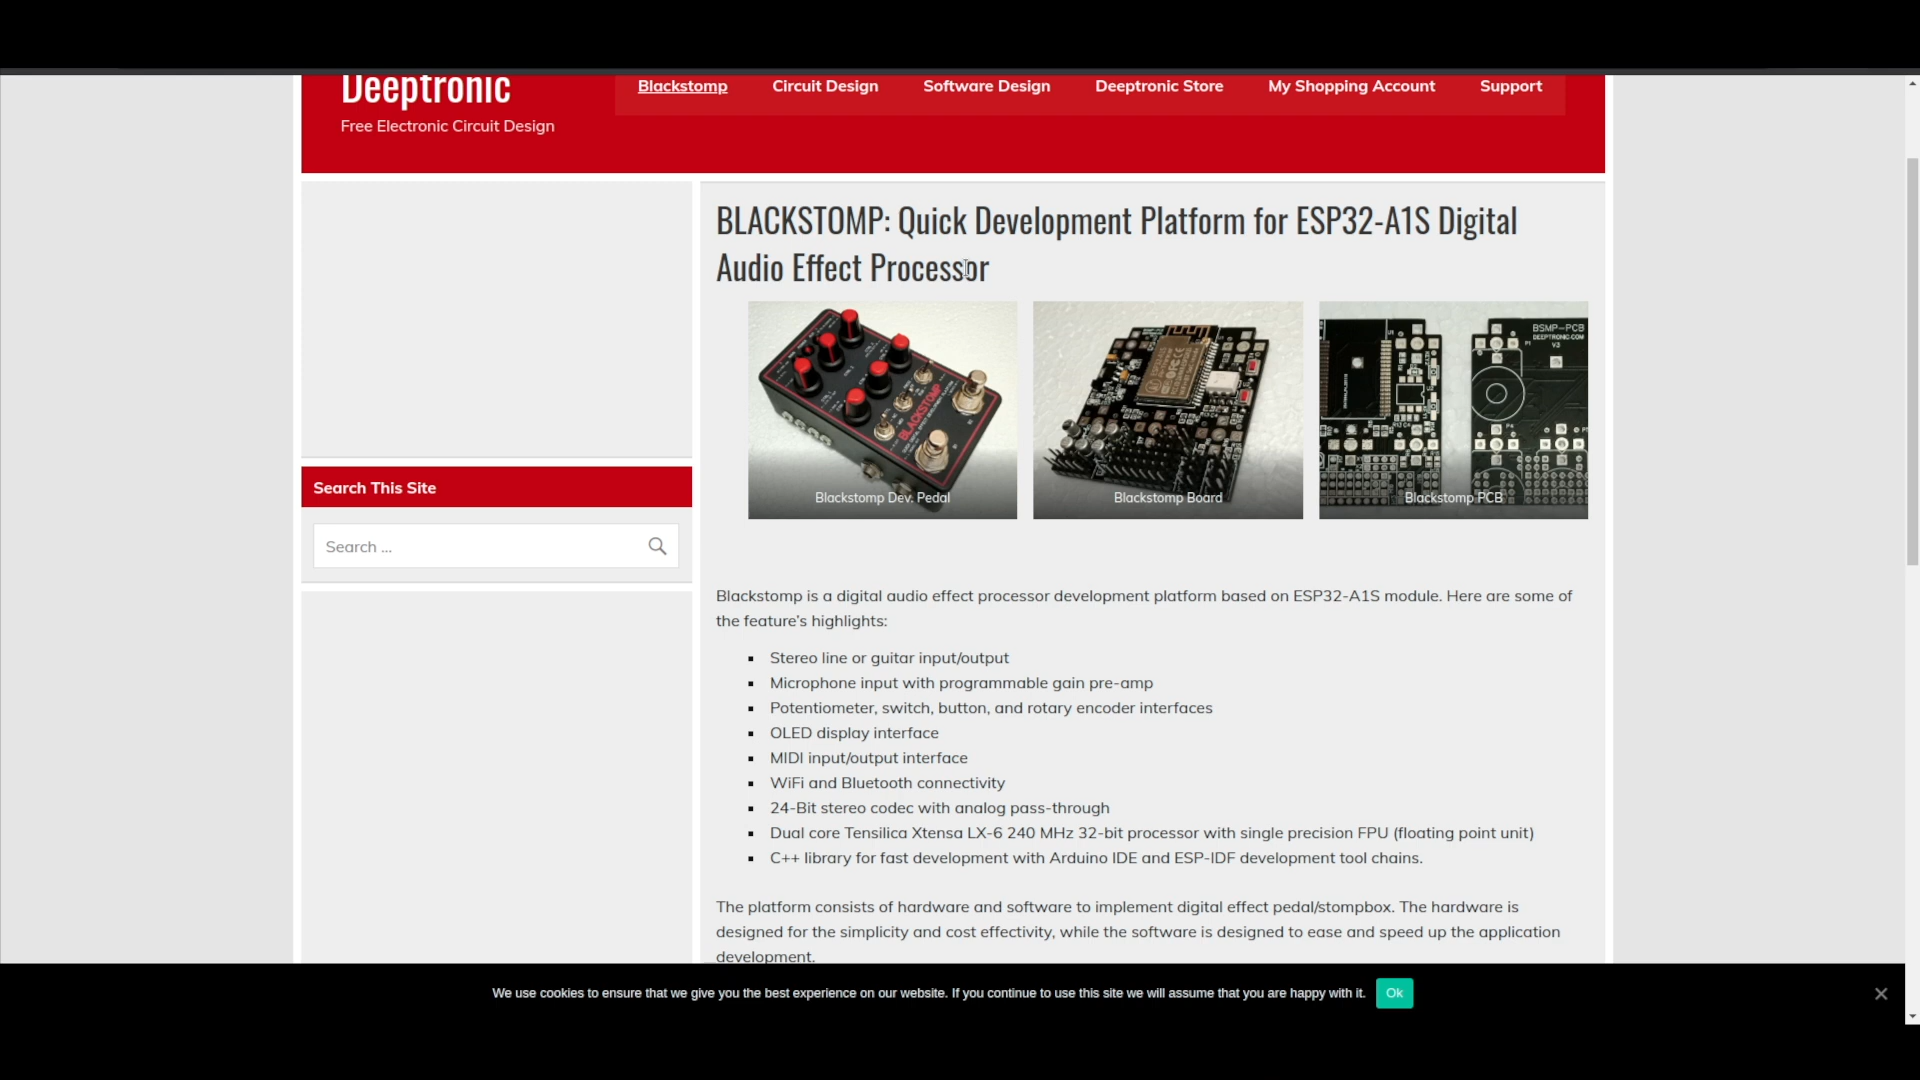 Deeptronic
Free Electronic Circuit Design
Blackstomp Circuit Design Software Design Deeptronic Store My Shopping Account Support
Search This Site
Search ...
BLACKSTOMP: Quick Development Platform for ESP32-A1S Digital
Audio Effect Processor
BLACKSTOMP
Blackstomp Dev. Pedal
Blackstomp Board
BSMP-PCB
DEEPTRONIC.COM
V3
Blackstomp PCB
Blackstomp is a digital audio effect processor development platform based on ESP32-A1S module. Here are some of
the feature’s highlights:
Stereo line or guitar input/output
Microphone input with programmable gain pre-amp
Potentiometer, switch, button, and rotary encoder interfaces
OLED display interface
MIDI input/output interface
WiFi and Bluetooth connectivity
24-Bit stereo codec with analog pass-through
Dual core Tensilica Xtensa LX-6 240 MHz 32-bit processor with single precision FPU (floating point unit)
C++ library for fast development with Arduino IDE and ESP-IDF development tool chains.
The platform consists of hardware and software to implement digital effect pedal/stompbox. The hardware is
designed for the simplicity and cost effectivity, while the software is designed to ease and speed up the application
development.
We use cookies to ensure that we give you the best experience on our website. If you continue to use this site we will assume that you are happy with it. Ok